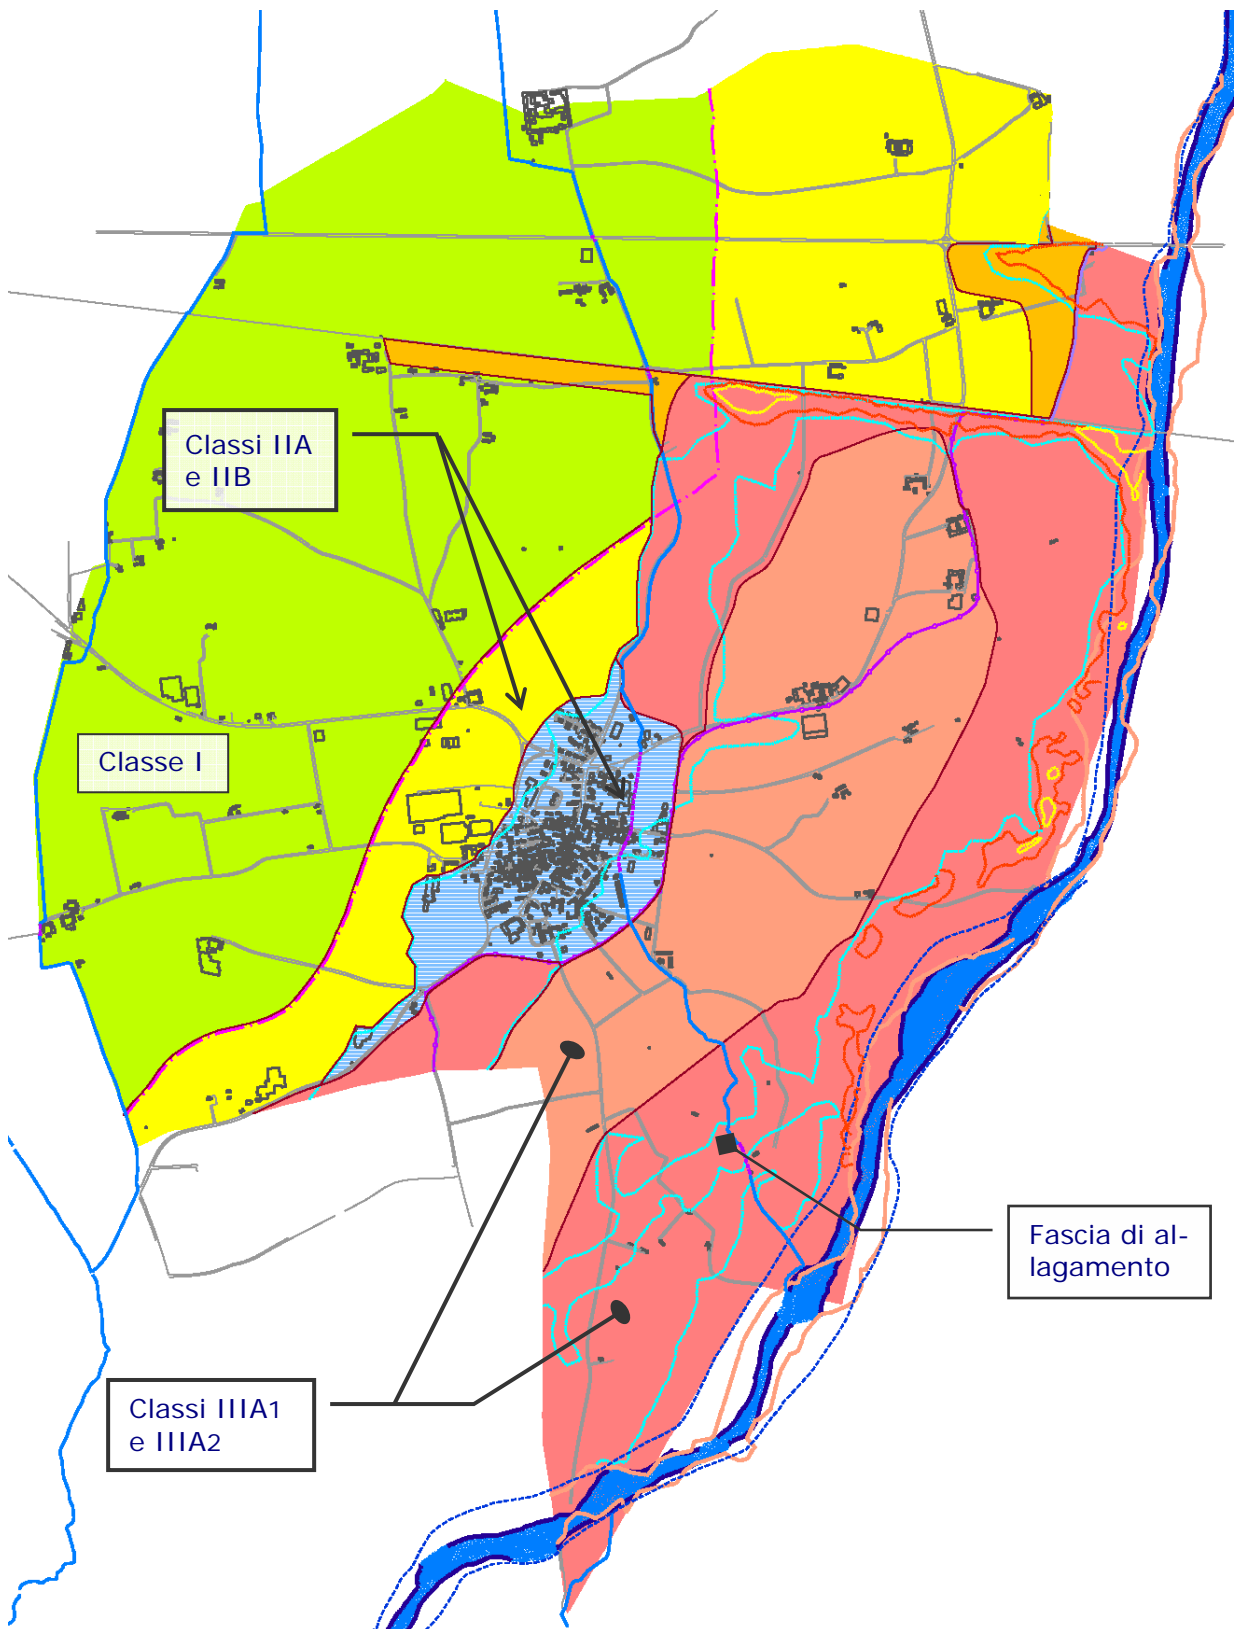 Classi IIA
e IIB
Classe I
Fascia di al-
lagamento
Classi IIIA1
e IIIA2